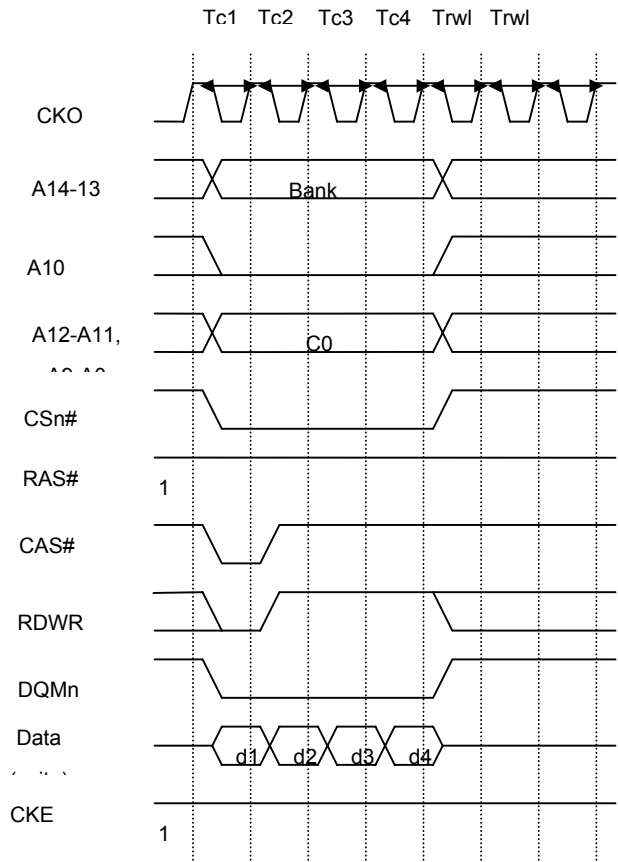 Tc1 Tc2 Tc3 Tc4 Trwl Trwl
CKO
A14-13
Bank
A10
A12-A11,
C0
CSn#
RAS#
1
CAS#
RDWR
DQMn
Data
d1 d2 d3 d4
CKE
1